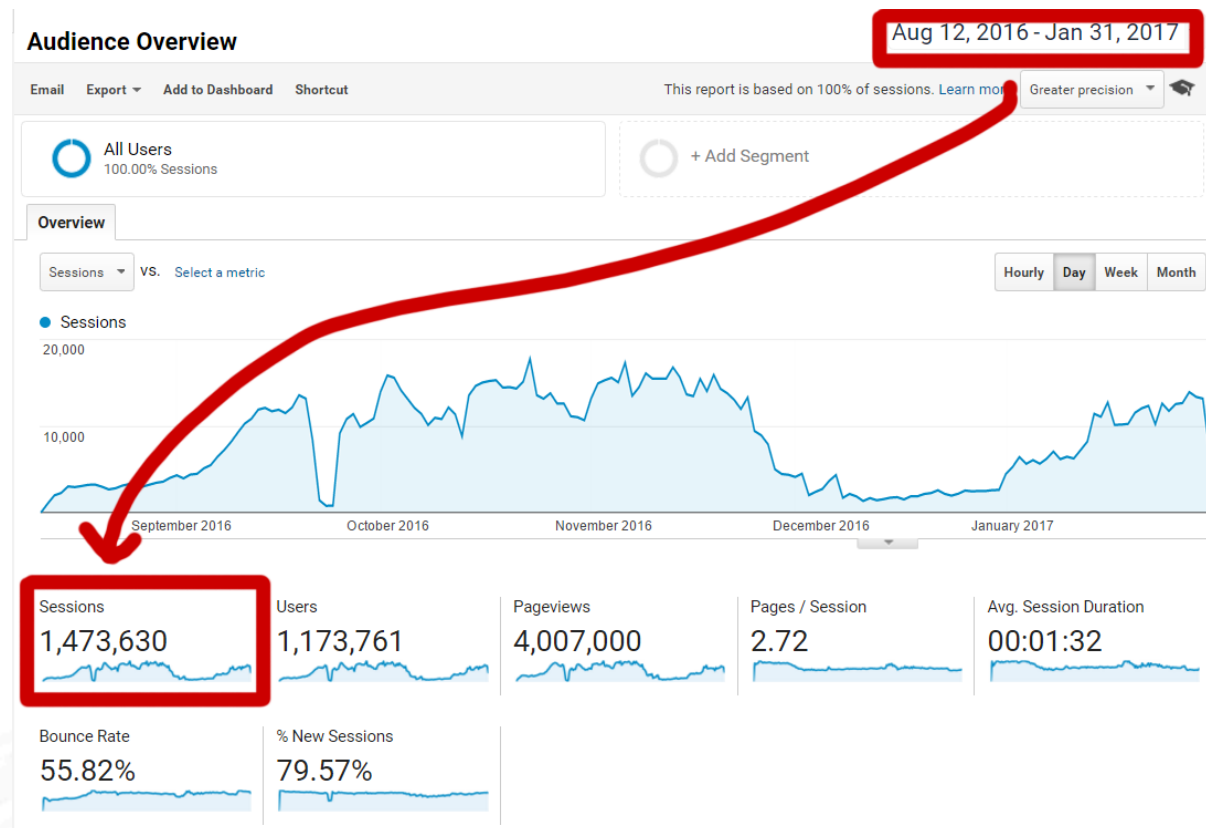 Audience Overview
Aug 12, 2016 - Jan 31, 2017
Email Export Add to Dashboard Shortcut
This report is based on 100% of sessions. Learn more Greater precision
All Users
100.00% Sessions
+ Add Segment
Overview
Sessions VS. Select a metric
Hourly Day Week Month
Sessions
20,000
10,000
September 2016 October 2016 November 2016 December 2016 January 2017
Sessions Users Pageviews Pages / Session Avg. Session Duration
1,473,630 1,173,761 4,007,000 2.72 00:01:32
Bounce Rate % New Sessions
55.82% 79.57%